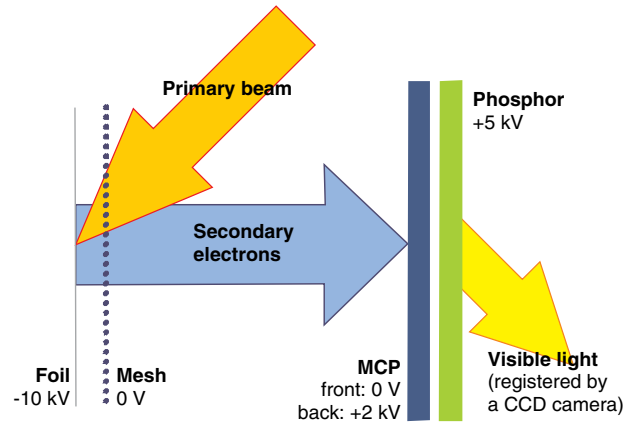 Primary beam
Phosphor
+5 kV
Secondary
electrons
Foil
-10 kV
Mesh
0 V
MCP
front: 0 V
back: +2 kV
Visible light
(registered by
a CCD camera)